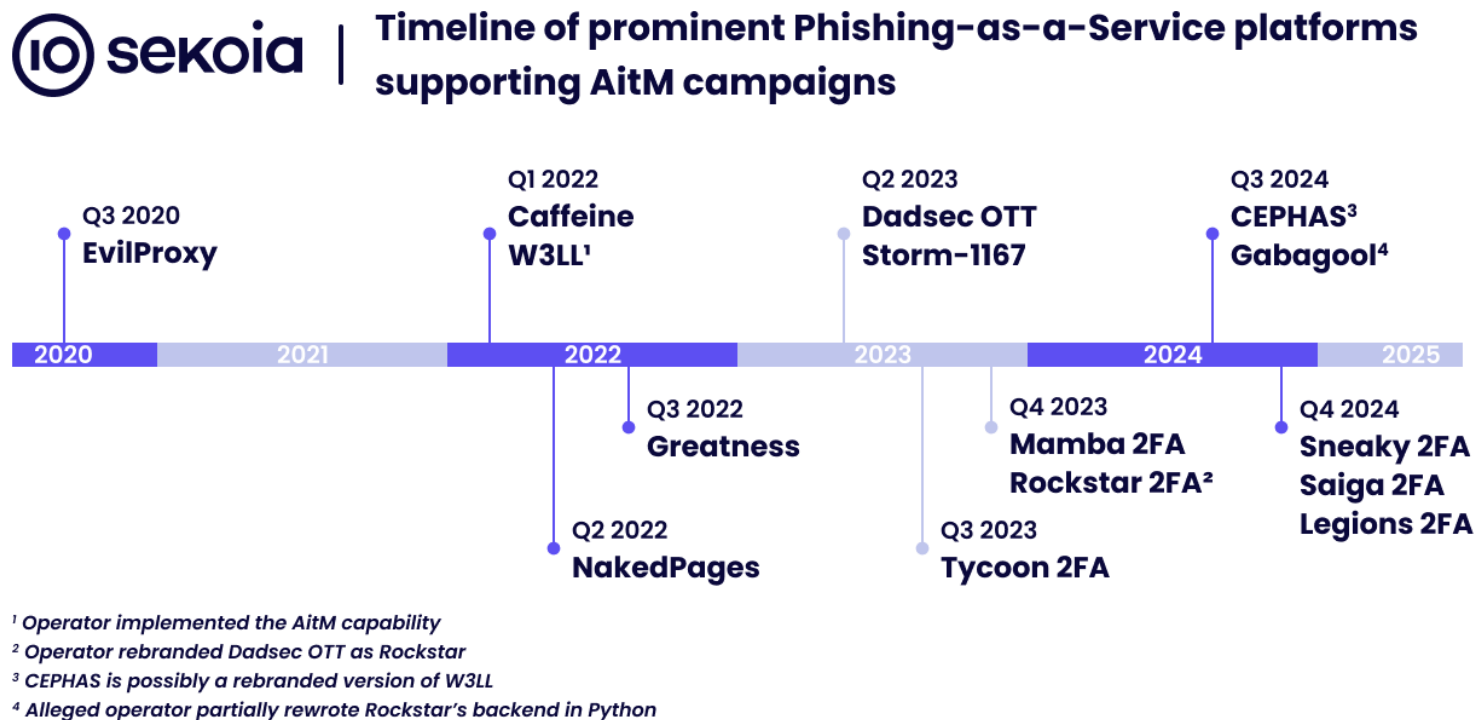 sekoia
Timeline of prominent Phishing-as-a-Service platforms
supporting AitM campaigns
Q3 2020
EvilProxy
Q1 2022
Caffeine
W3LL¹
Q2 2023
Dadsec OTT
Storm-1167
Q3 2024
CEPHAS³
Gabagool⁴
2020
2021
2022
2023
2024
2025
Q3 2022
Greatness
Q2 2022
NakedPages
Q4 2023
Mamba 2FA
Rockstar 2FA²
Q3 2023
Tycoon 2FA
Q4 2024
Sneaky 2FA
Saiga 2FA
Legions 2FA
¹ Operator implemented the AitM capability
² Operator rebranded Dadsec OTT as Rockstar
³ CEPHAS is possibly a rebranded version of W3LL
⁴ Alleged operator partially rewrote Rockstar's backend in Python